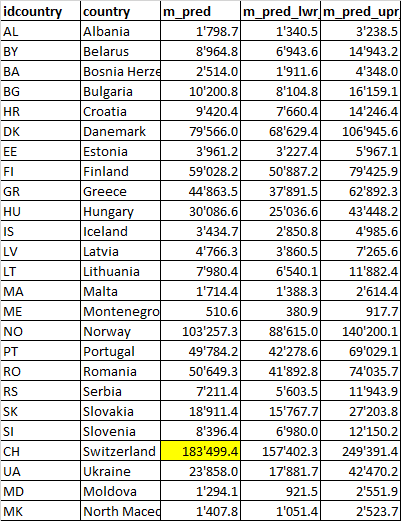 idcountry country m_pred m_pred_lwr m_pred_upr
AL Albania 1'798.7 1'340.5 3'238.5
BY Belarus 8'964.8 6'943.6 14'943.2
BA Bosnia Herze 2'514.0 1'911.6 4'348.0
BG Bulgaria 10'200.8 8'104.8 16'159.1
HR Croatia 9'420.4 7'660.4 14'246.4
DK Danemark 79'566.0 68'629.4 106'945.6
EE Estonia 3'961.2 3'227.4 5'967.1
FI Finland 59'028.2 50'887.2 79'425.9
GR Greece 44'863.5 37'891.5 62'892.3
HU Hungary 30'086.6 25'036.6 43'448.2
IS Iceland 3'434.7 2'850.8 4'985.6
LV Latvia 4'766.3 3'860.5 7'265.6
LT Lithuania 7'980.4 6'540.1 11'882.4
MA Malta 1'714.4 1'388.3 2'614.4
ME Montenegro 510.6 380.9 917.7
NO Norway 103'257.3 88'615.0 140'200.1
PT Portugal 49'784.2 42'278.6 69'029.1
RO Romania 50'649.3 41'892.8 74'035.7
RS Serbia 7'211.4 5'603.5 11'943.9
SK Slovakia 18'911.4 15'767.7 27'203.8
SI Slovenia 8'396.4 6'980.0 12'150.2
CH Switzerland 183'499.4 157'402.3 249'391.4
UA Ukraine 23'858.0 17'881.7 42'470.2
MD Moldova 1'294.1 921.5 2'551.9
MK North Maced 1'407.8 1'051.4 2'523.7